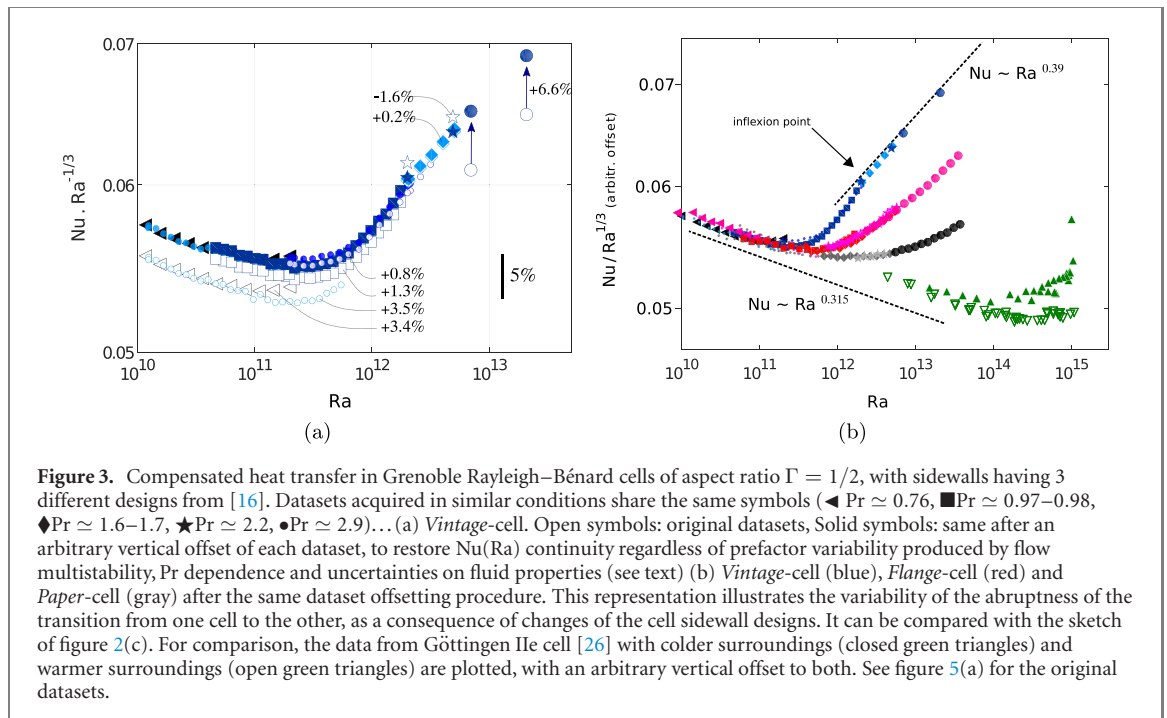 0.07
0.06
0.05
Nu. Ra-1/3
-1.6%
+0.2%
+6.6%
+0.8%
+1.3%
+3.5%
+3.4%
5%
10^10
10^11
10^12
10^13
Ra
(a)
0.07
0.06
0.05
Nu / Ra^1/3 (arbitr. offset)
Nu ~ Ra 0.39
inflexion point
Nu ~ Ra 0.315
10^10
10^11
10^12
10^13
10^14
10^15
Ra
(b)
Figure 3. Compensated heat transfer in Grenoble Rayleigh–Bénard cells of aspect ratio Γ = 1/2, with sidewalls having 3
different designs from [16]. Datasets acquired in similar conditions share the same symbols (◀ Pr ≃ 0.76, ■Pr ≃ 0.97–0.98,
♦Pr ≃ 1.6–1.7, ★Pr ≃ 2.2, •Pr ≃ 2.9)…(a) Vintage-cell. Open symbols: original datasets, Solid symbols: same after an
arbitrary vertical offset of each dataset, to restore Nu(Ra) continuity regardless of prefactor variability produced by flow
multistability, Pr dependence and uncertainties on fluid properties (see text) (b) Vintage-cell (blue), Flange-cell (red) and
Paper-cell (gray) after the same dataset offsetting procedure. This representation illustrates the variability of the abruptness of the
transition from one cell to the other, as a consequence of changes of the cell sidewall designs. It can be compared with the sketch
of figure 2(c). For comparison, the data from Göttingen IIe cell [26] with colder surroundings (closed green triangles) and
warmer surroundings (open green triangles) are plotted, with an arbitrary vertical offset to both. See figure 5(a) for the original
datasets.